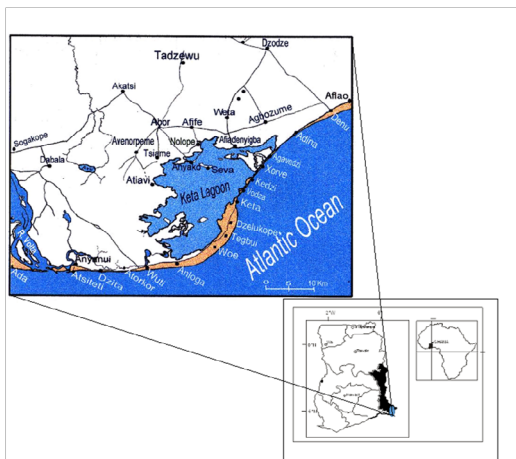 Dzodze
Tadzewu
Akatsi
Aflao
Weta
Agbozume
Denu
Abor
Afife
Sogakope
Avenorpeme
Nolope
Afiadenyigba
Adina
Tsiame
Dabala
Anyako
Seva
Agavedzi
Xorve
Atiavi
Keta Lagoon
Kedzi
Vodza
Keta
Dzelukope
Tegbui
Woe
Atlantic Ocean
R. Volta
Anyanui
Wuti
Anloga
Ada
Atsiteti
Dzita
Atorkor
0
10 Km